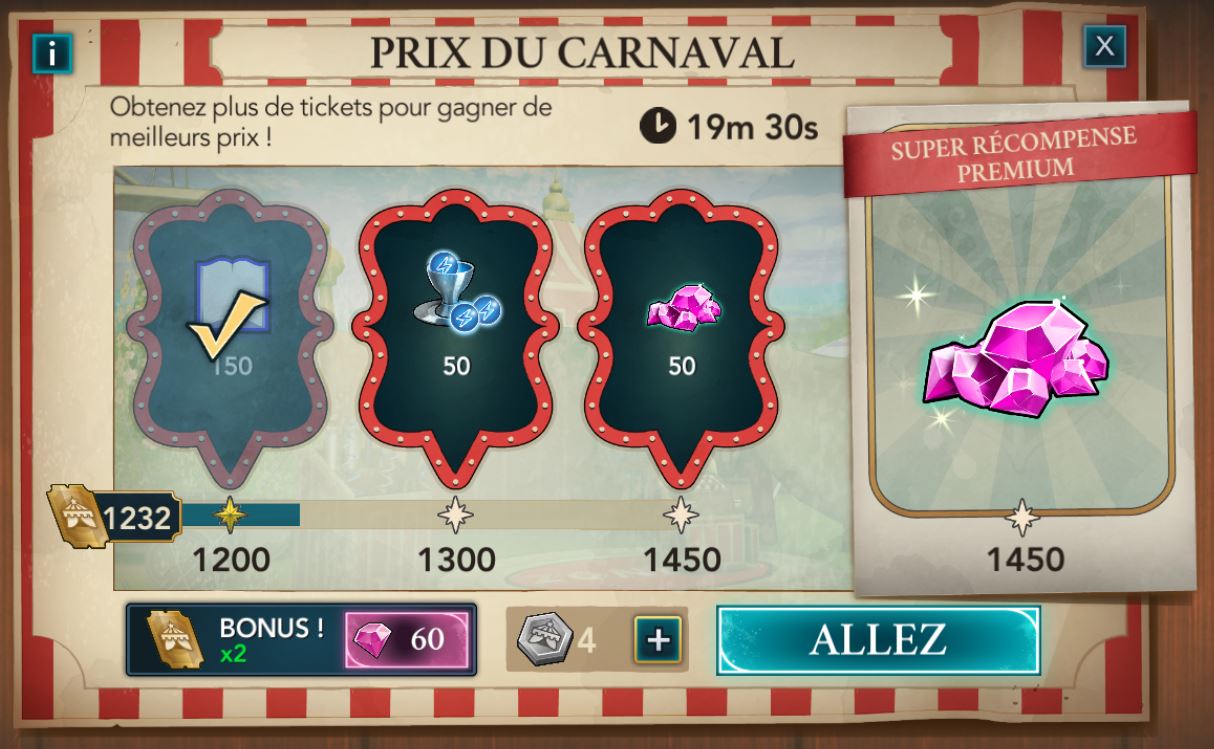 i
PRIX DU CARNAVAL
X
Obtenez plus de tickets pour gagner de
meilleurs prix !
19m 30s
SUPER RÉCOMPENSE
PREMIUM
150
50
50
1232
1200
1300
1450
1450
BONUS !
x2
60
4
+
ALLEZ